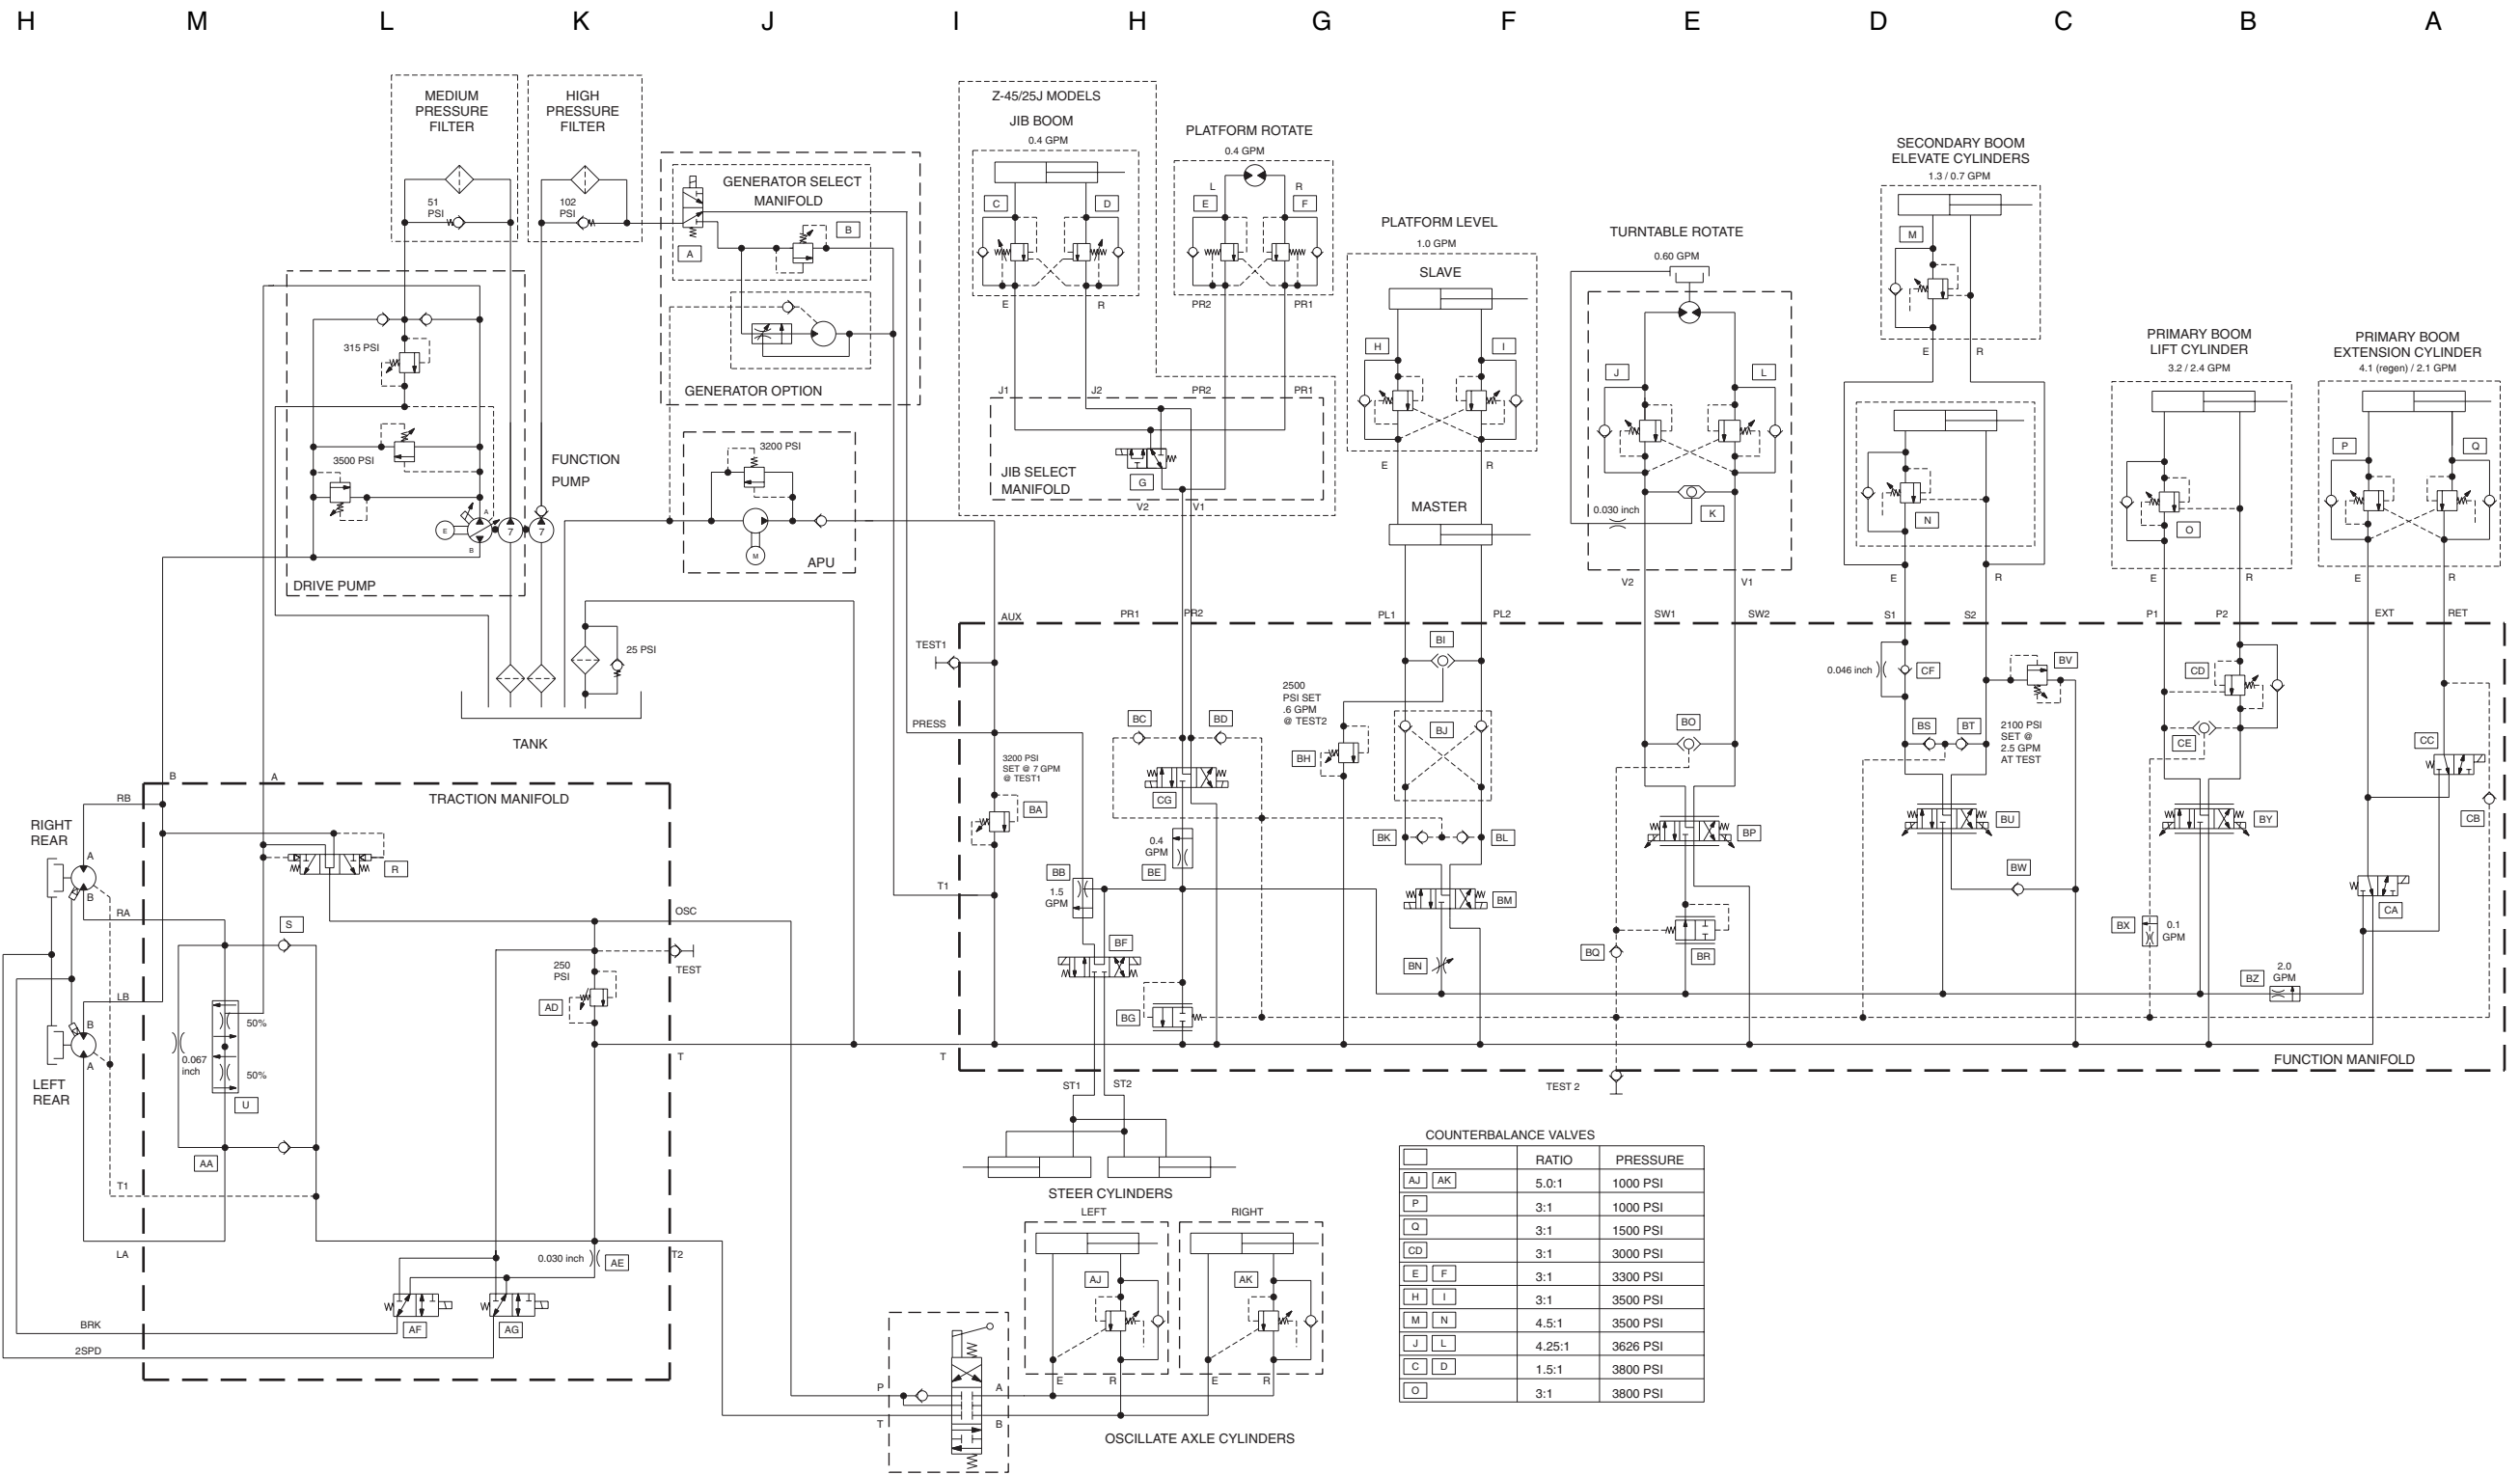 H M L K J I H G F E D C B A
MEDIUM
PRESSURE
FILTER
51
PSI
HIGH
PRESSURE
FILTER
102
PSI
GENERATOR SELECT
MANIFOLD
A
B
GENERATOR OPTION
Z-45/25J MODELS
JIB BOOM
0.4 GPM
C
D
E
R
PLATFORM ROTATE
0.4 GPM
L
R
E
F
PR2
PR1
J1
J2
PR2
PR1
JIB SELECT
MANIFOLD
G
V2
V1
PLATFORM LEVEL
1.0 GPM
SLAVE
H
I
E
R
MASTER
TURNTABLE ROTATE
0.60 GPM
J
L
0.030 inch
K
V2
V1
SECONDARY BOOM
ELEVATE CYLINDERS
1.3 / 0.7 GPM
M
E
R
N
E
R
PRIMARY BOOM
LIFT CYLINDER
3.2 / 2.4 GPM
O
E
R
PRIMARY BOOM
EXTENSION CYLINDER
4.1 (regen) / 2.1 GPM
P
Q
E
R
315 PSI
3500 PSI
E
A
B
7
7
DRIVE PUMP
FUNCTION
PUMP
3200 PSI
M
APU
25 PSI
TANK
AUX
PR1
PR2
PL1
PL2
SW1
SW2
S1
S2
P1
P2
EXT
RET
TEST1
PRESS
T1
T
3200 PSI
SET @ 7 GPM
@ TEST1
BA
BB
1.5
GPM
BC
BD
CG
0.4
GPM
BE
BF
BG
2500
PSI SET
.6 GPM
@ TEST2
BH
BI
BJ
BK
BL
BM
BN
BO
BP
BQ
BR
0.046 inch
CF
BS
BT
BV
2100 PSI
SET @
2.5 GPM
AT TEST
BU
BW
CD
CE
BY
BX
0.1
GPM
BZ
2.0
GPM
CC
CB
CA
FUNCTION MANIFOLD
TEST 2
B
A
TRACTION MANIFOLD
RB
RIGHT
REAR
A
B
RA
R
S
OSC
TEST
250
PSI
AD
LB
B
A
LEFT
REAR
0.067
inch
50%
50%
U
T
AA
T1
LA
T2
0.030 inch
AE
AF
AG
BRK
2SPD
ST1
ST2
STEER CYLINDERS
LEFT
RIGHT
AJ
AK
E
R
E
R
P
T
A
B
OSCILLATE AXLE CYLINDERS
COUNTERBALANCE VALVES
RATIO PRESSURE
AJ AK 5.0:1 1000 PSI
P 3:1 1000 PSI
Q 3:1 1500 PSI
CD 3:1 3000 PSI
E F 3:1 3300 PSI
H I 3:1 3500 PSI
M N 4.5:1 3500 PSI
J L 4.25:1 3626 PSI
C D 1.5:1 3800 PSI
O 3:1 3800 PSI